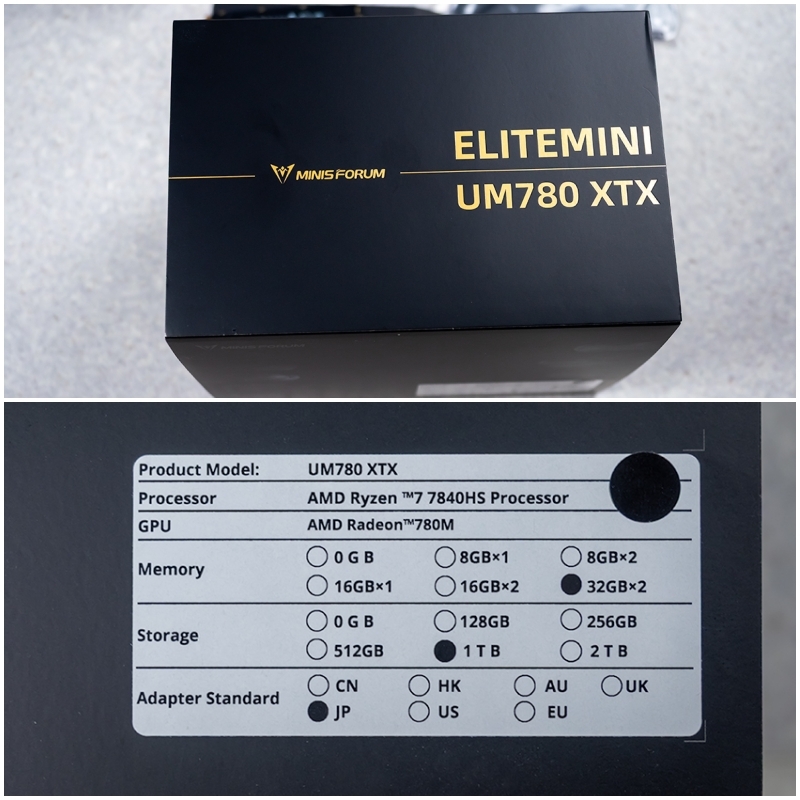 ELITEMINI
MINISFORUM
UM780 XTX
MINISFORUM
Product Model: UM780 XTX
Processor AMD Ryzen ™7 7840HS Processor
GPU AMD Radeon™780M
Memory
0 G B 8GB×1 8GB×2
16GB×1 16GB×2 32GB×2
Storage
0 G B 128GB 256GB
512GB 1 T B 2 T B
Adapter Standard
CN HK AU UK
JP US EU